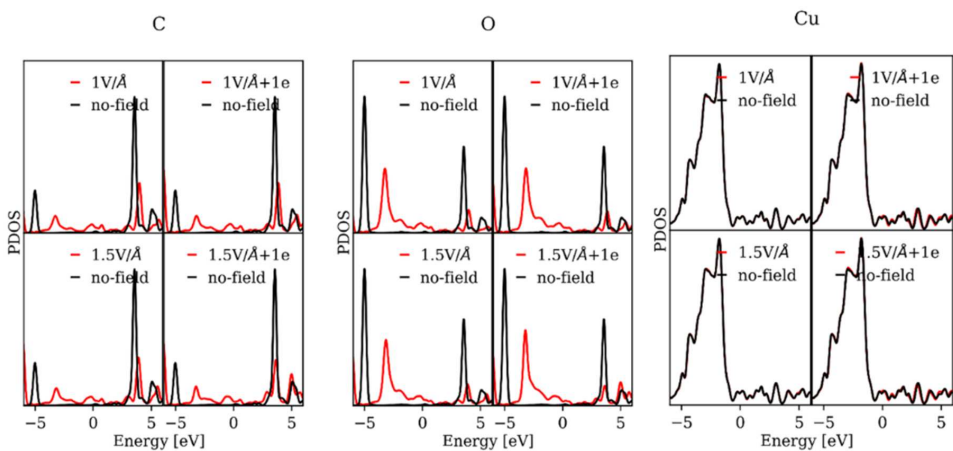 C
O
Cu
1V/Å
no-field
1V/Å+1e
no-field
1V/Å
no-field
1V/Å+1e
no-field
1V/Å
no-field
1V/Å+1e
no-field
PDOS
PDOS
PDOS
1.5V/Å
no-field
1.5V/Å+1e
no-field
1.5V/Å
no-field
1.5V/Å+1e
no-field
1.5V/Å
no-field
.5V/Å+1e
no-field
−5 0 5 −5 0 5
−5 0 5 −5 0 5
−5 0 5 −5 0 5
Energy [eV]
Energy [eV]
Energy [eV]